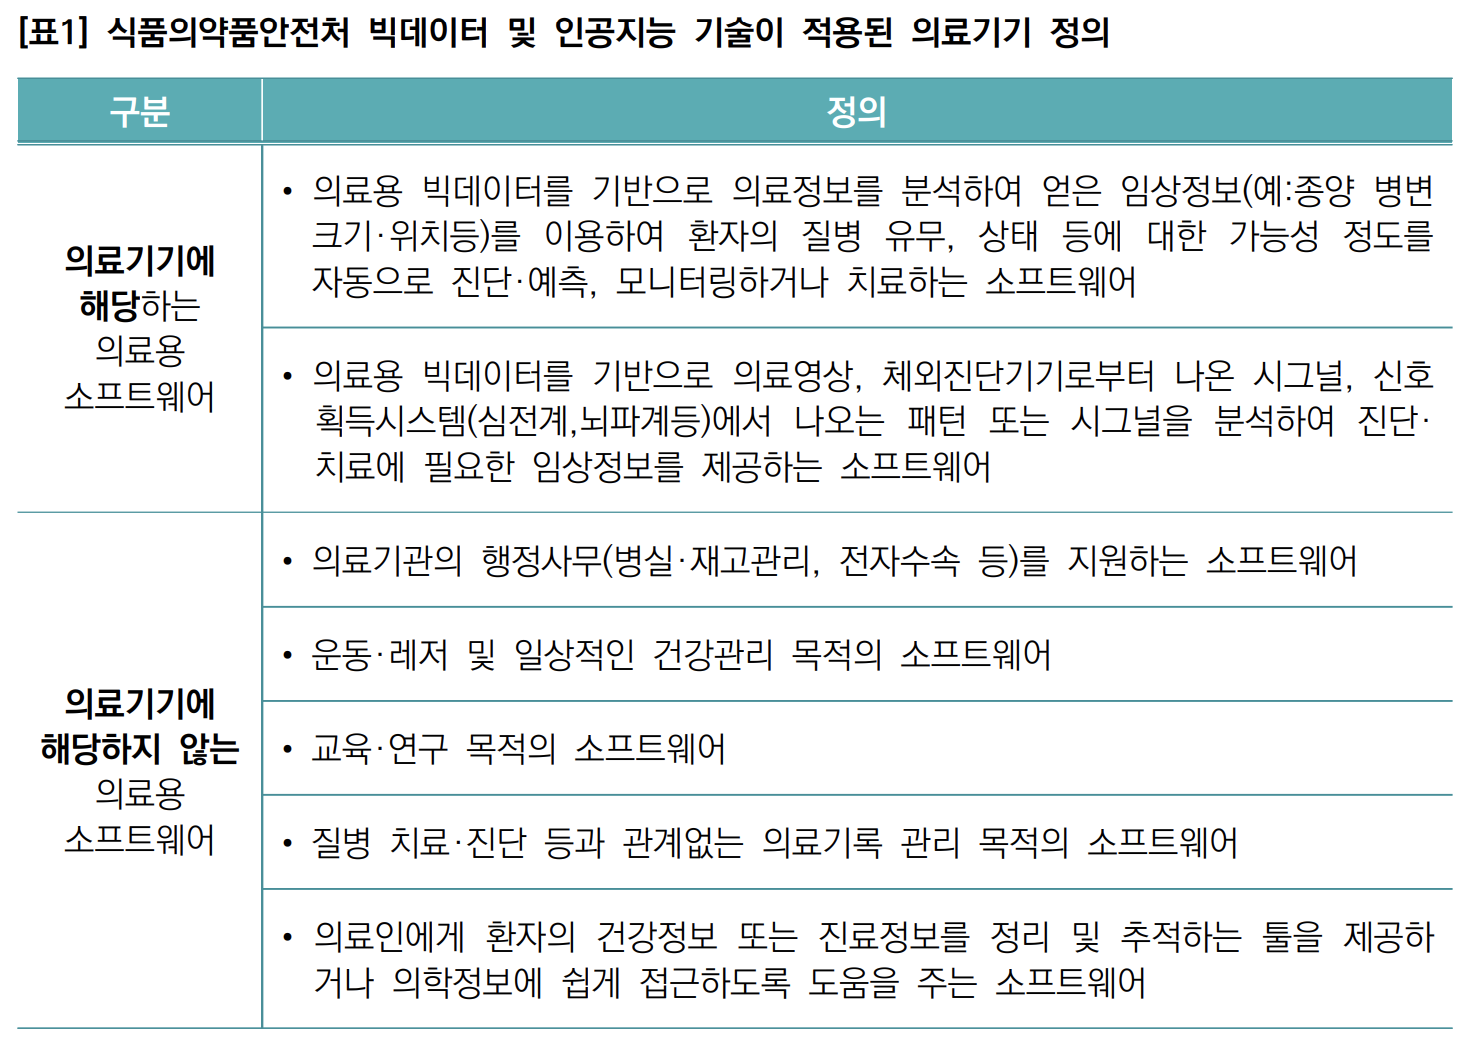 [표1] 식품의약품안전처 빅데이터 및 인공지능 기술이 적용된 의료기기 정의
구분
정의
의료기기에
해당하는
의료용
소프트웨어
• 의료용 빅데이터를 기반으로 의료정보를 분석하여 얻은 임상정보(예:종양 병변
크기·위치등)를 이용하여 환자의 질병 유무, 상태 등에 대한 가능성 정도를
자동으로 진단·예측, 모니터링하거나 치료하는 소프트웨어
• 의료용 빅데이터를 기반으로 의료영상, 체외진단기기로부터 나온 시그널, 신호
획득시스템(심전계,뇌파계등)에서 나오는 패턴 또는 시그널을 분석하여 진단·
치료에 필요한 임상정보를 제공하는 소프트웨어
의료기기에
해당하지 않는
의료용
소프트웨어
• 의료기관의 행정사무(병실·재고관리, 전자수속 등)를 지원하는 소프트웨어
• 운동·레저 및 일상적인 건강관리 목적의 소프트웨어
• 교육·연구 목적의 소프트웨어
• 질병 치료·진단 등과 관계없는 의료기록 관리 목적의 소프트웨어
• 의료인에게 환자의 건강정보 또는 진료정보를 정리 및 추적하는 툴을 제공하
거나 의학정보에 쉽게 접근하도록 도움을 주는 소프트웨어